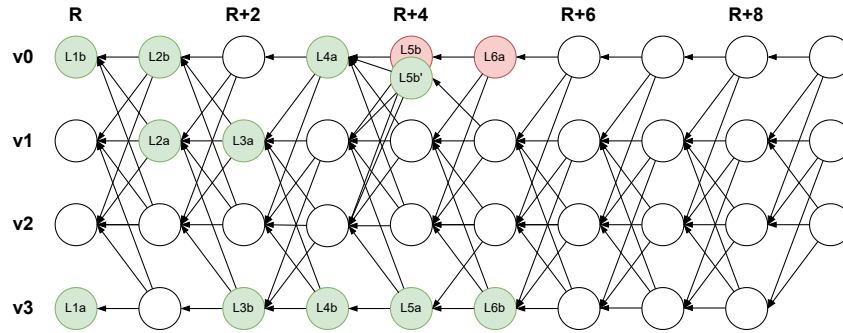 R R+2 R+4 R+6 R+8
v0 L1b L2b L4a L5b L6a
L5b'
v1 L2a L3a
v2
v3 L1a L3b L4b L5a L6b